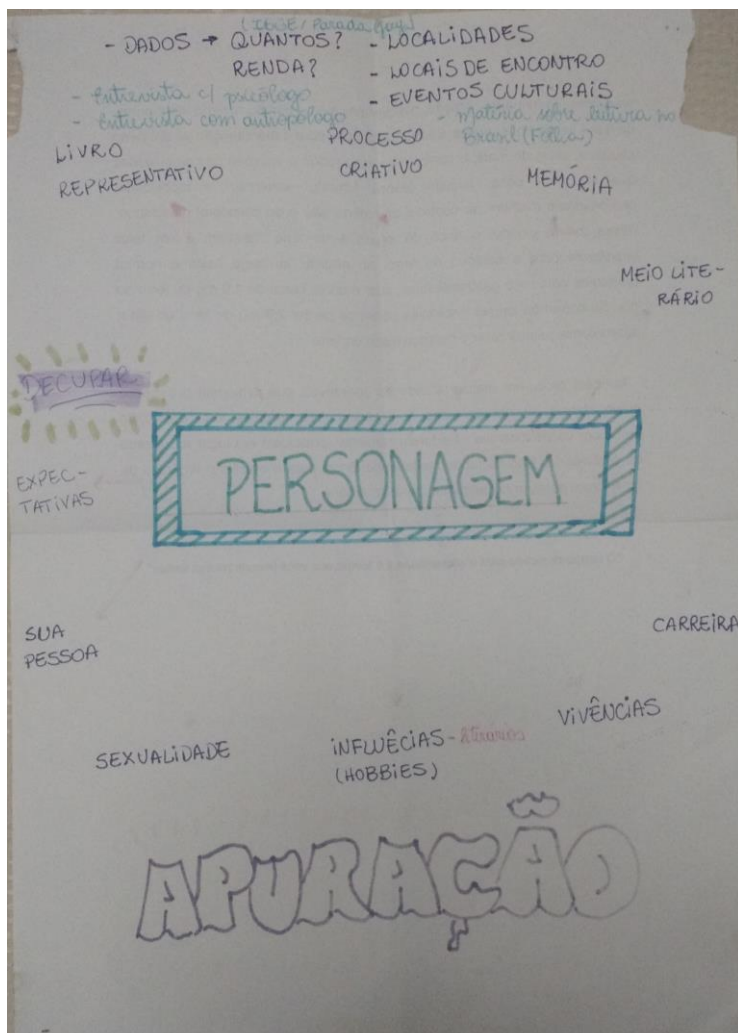 (IBGE/Parada Gay)
- DADOS → QUANTOS?
RENDA?
- LOCALIDADES
- LOCAIS DE ENCONTRO
- EVENTOS CULTURAIS
- Entrevista c/ psicólogo
- Entrevista com antropólogo
- Matéria sobre leitura no
Brasil (Folha)
LIVRO
REPRESENTATIVO
PROCESSO
CRIATIVO
MEMÓRIA
MEIO LITE-
RÁRIO
DECUPAR
PERSONAGEM
EXPEC-
TATIVAS
SUA
PESSOA
CARREIRA
SEXUALIDADE
INFLUÊCIAS - literárias
(HOBBIES)
VIVÊNCIAS
APURAÇÃO